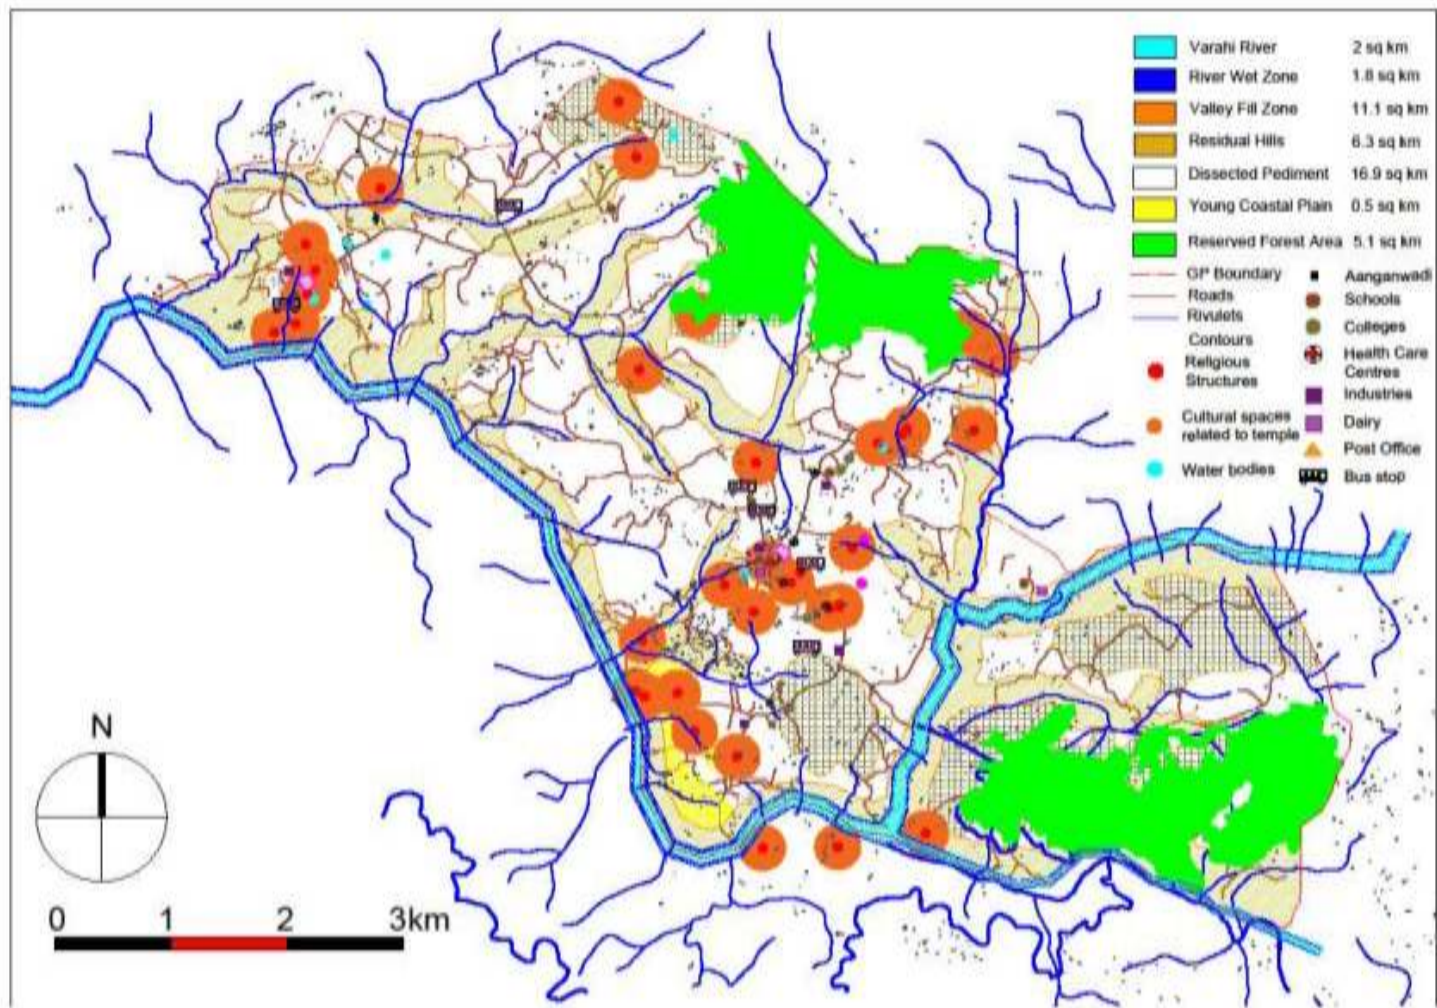 Varahi River 2 sq km
River Wet Zone 1.8 sq km
Valley Fill Zone 11.1 sq km
Residual Hills 6.3 sq km
Dissected Pediment 16.9 sq km
Young Coastal Plain 0.5 sq km
Reserved Forest Area 5.1 sq km
GP Boundary
Roads
Rivulets
Contours
Religious
Structures
Cultural spaces
related to temple
Water bodies
Aanganwadi
Schools
Colleges
Health Care
Centres
Industries
Dairy
Post Office
Bus stop
N
0 1 2 3km